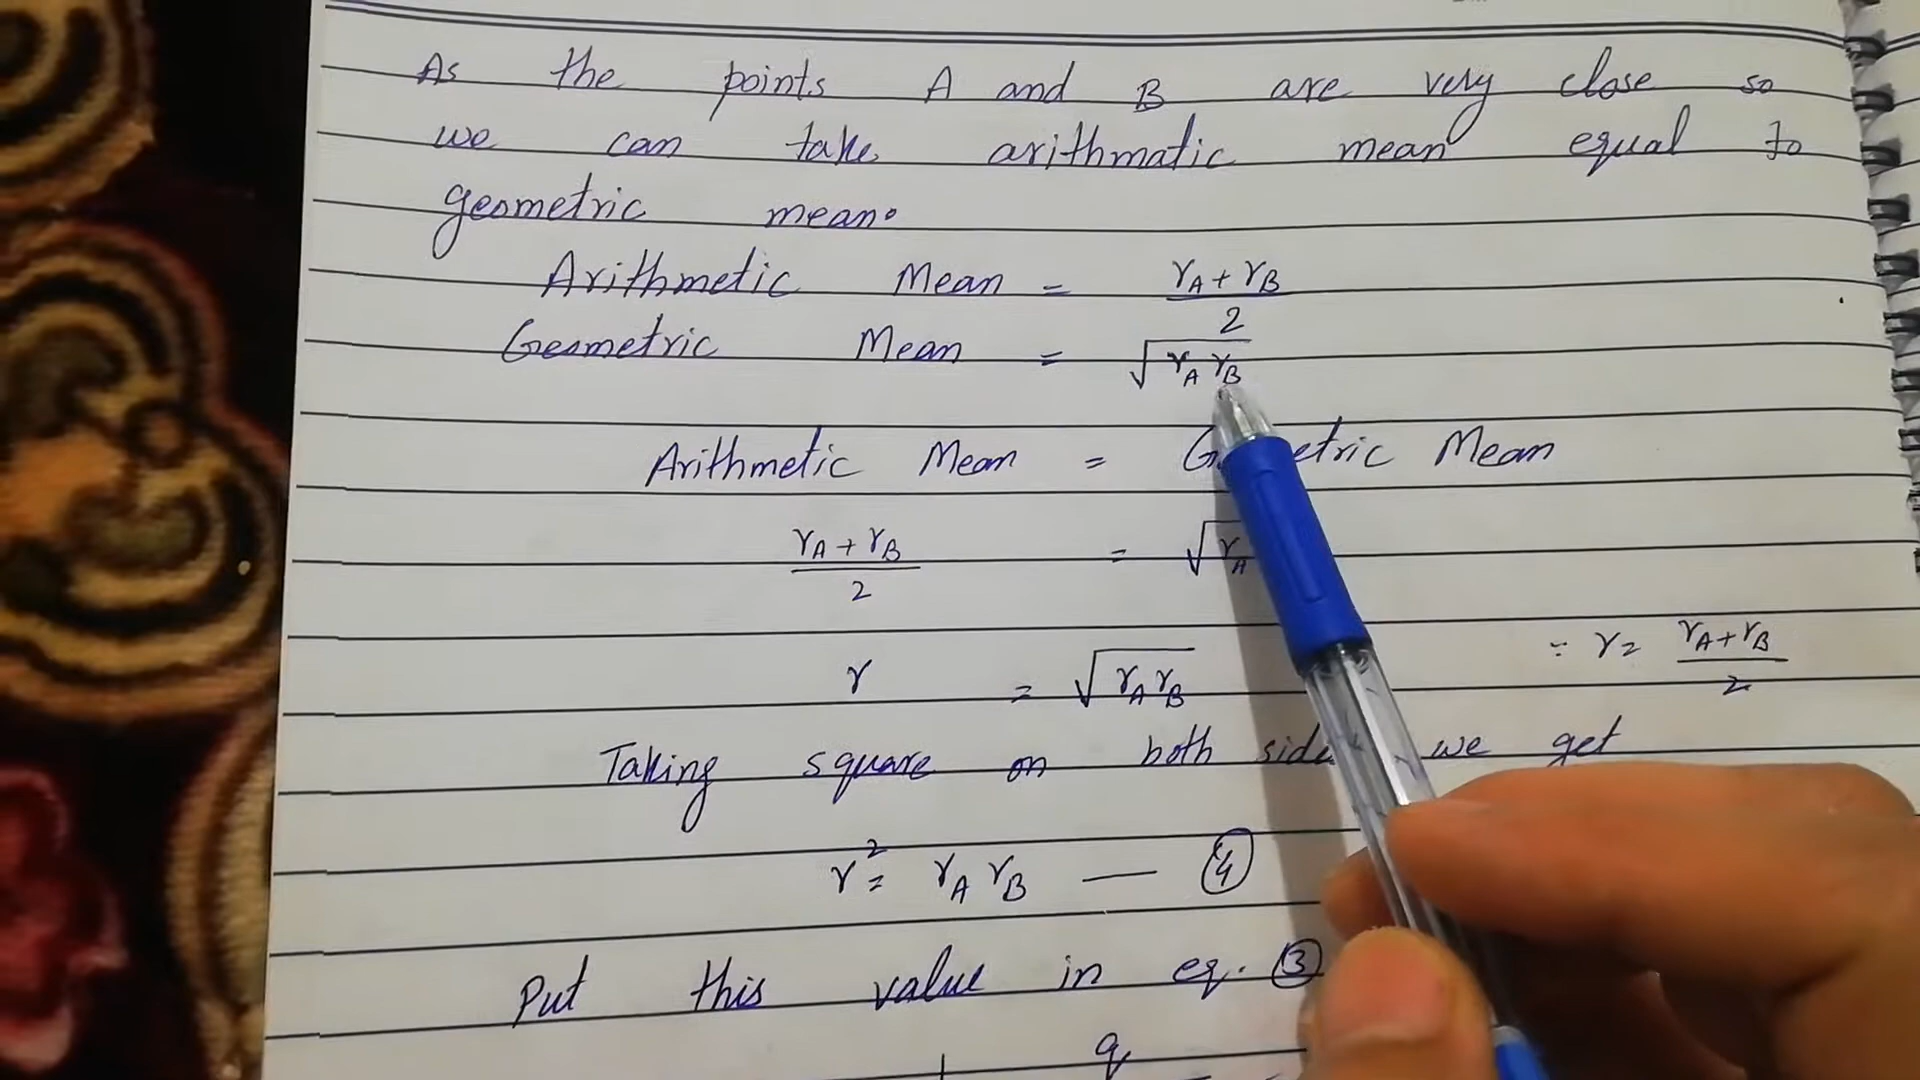 As the points A and B are very close so
we can take arithmatic mean equal to
geometric mean.
Arithmetic Mean = rA + rB / 2
Geometric Mean = √rA rB
Arithmetic Mean = Mean
rA + rB / 2 = √rA
r = √rA rB ∵ r = rA + rB / 2
Taking square on both we get
r² = rA rB — ④
Put this value in eq. ③
q